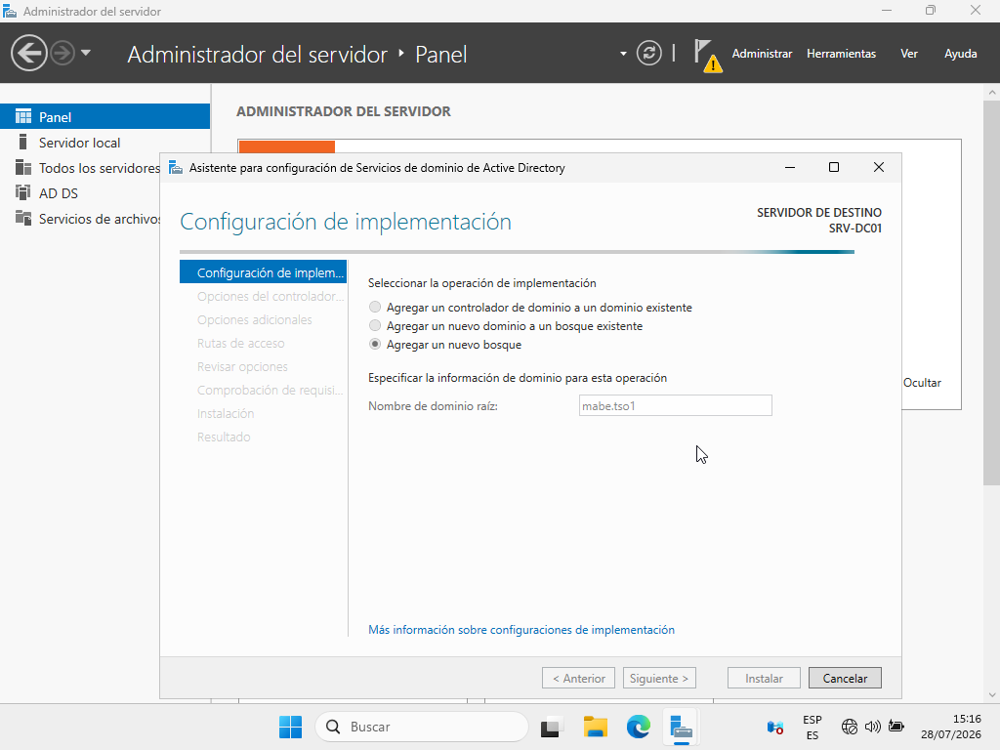 Administrador del servidor
Administrador del servidor Panel
Administrar Herramientas Ver Ayuda
Panel
Servidor local
Todos los servidores
AD DS
Servicios de archivos
ADMINISTRADOR DEL SERVIDOR
Ocultar
Asistente para configuración de Servicios de dominio de Active Directory
Configuración de implementación
SERVIDOR DE DESTINO
SRV-DC01
Configuración de implem...
Opciones del controlador...
Opciones adicionales
Rutas de acceso
Revisar opciones
Comprobación de requisi...
Instalación
Resultado
Seleccionar la operación de implementación
Agregar un controlador de dominio a un dominio existente
Agregar un nuevo dominio a un bosque existente
Agregar un nuevo bosque
Especificar la información de dominio para esta operación
Nombre de dominio raíz: mabe.tso1
Más información sobre configuraciones de implementación
< Anterior Siguiente > Instalar Cancelar
Buscar
ESP
ES
15:16
28/07/2026